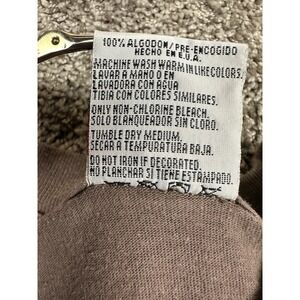 100% ALGODON/PRE-ENCOGIDO
HECHO EN E.U.A.
MACHINE WASH WARM IN LIKE COLORS.
LAVAR A MANO O EN
LAVADORA CON AGUA
TIBIA CON COLORES SIMILARES.
ONLY NON-CHLORINE BLEACH.
SOLO BLANQUEADOR SIN CLORO.
TUMBLE DRY MEDIUM.
SECAR A TEMPURATURA BAJA.
DO NOT IRON IF DECORATED.
NO PLANCHAR SI TIENE ESTAMPADO.